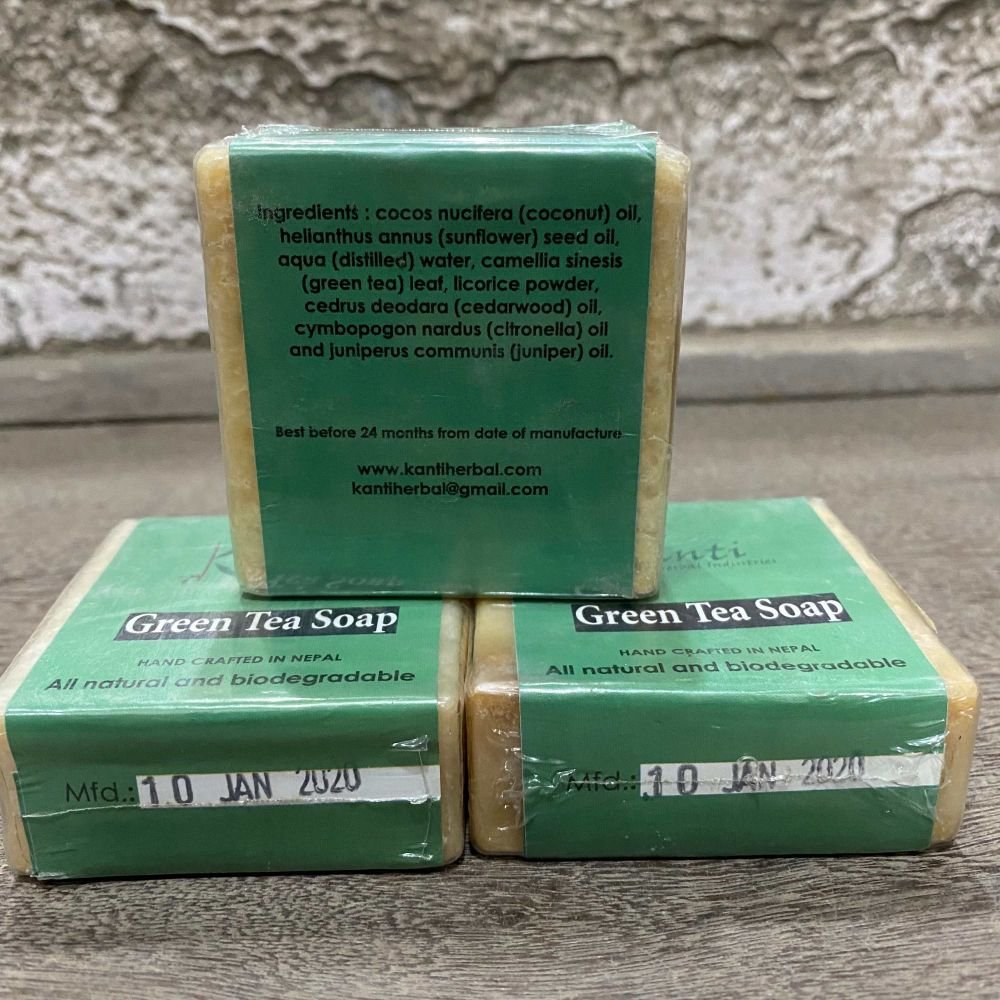 Ingredients : cocos nucifera (coconut) oil,
helianthus annus (sunflower) seed oil,
aqua (distilled) water, camellia sinesis
(green tea) leaf, licorice powder,
cedrus deodara (cedarwood) oil,
cymbopogon nardus (citronella) oil
and juniperus communis (juniper) oil.
Best before 24 months from date of manufacture
www.kantiherbal.com
kantiherbal@gmail.com
Green Tea Soap
HAND CRAFTED IN NEPAL
All natural and biodegradable
Mfd.: 10 JAN 2020
Industries
Green Tea Soap
HAND CRAFTED IN NEPAL
All natural and biodegradable
Mfd.: 10 JAN 2020